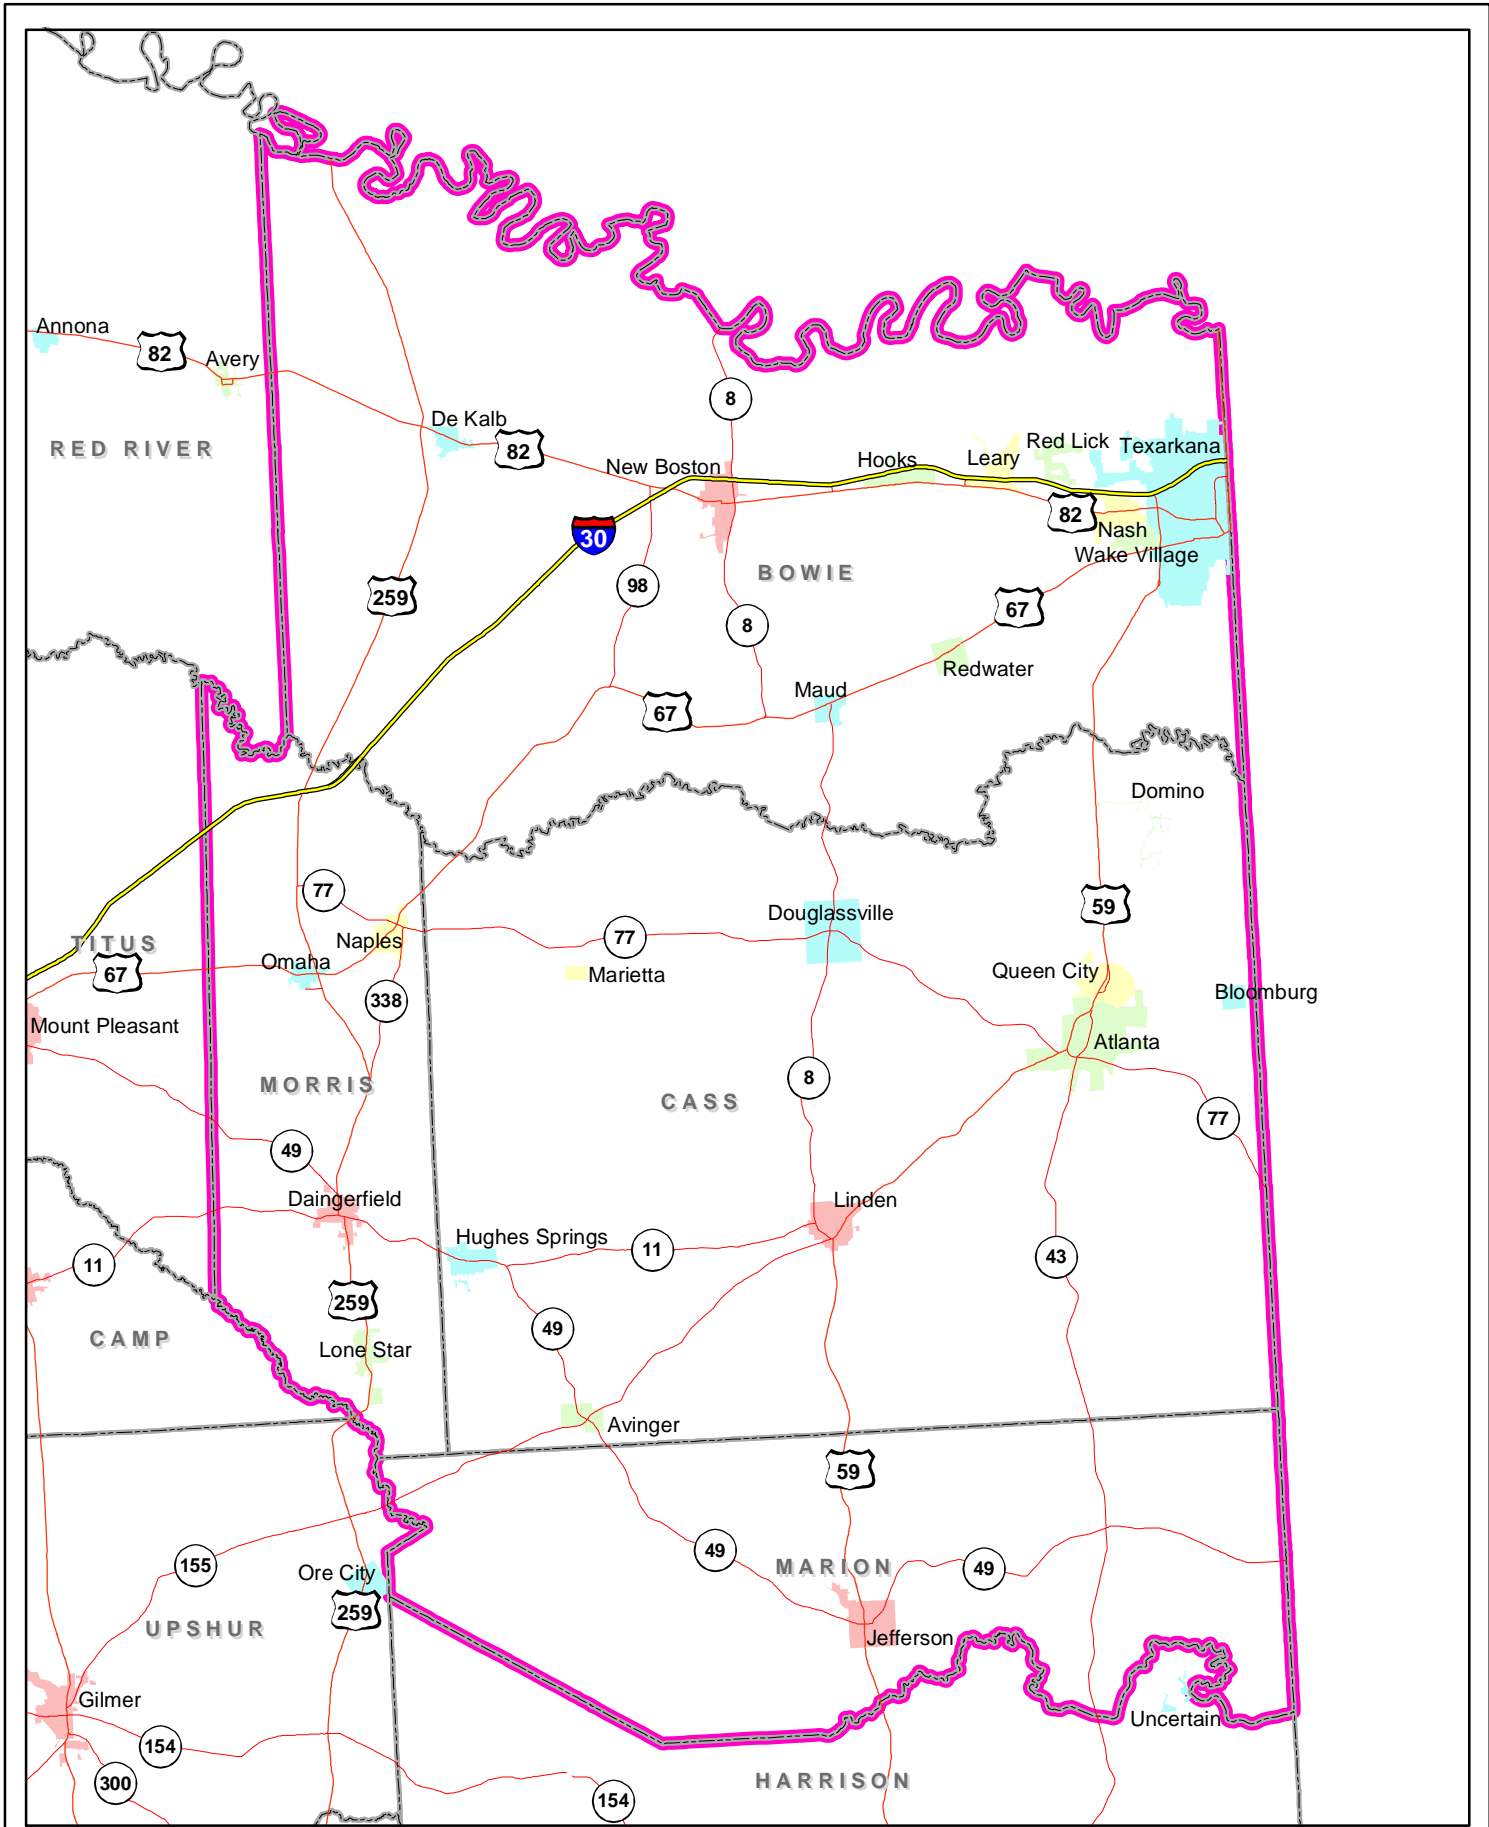 Annona
82
Avery
8
RED RIVER
De Kalb
82
New Boston
Hooks
Leary
Red Lick
Texarkana
82
Nash
Wake Village
30
BOWIE
98
259
67
8
Redwater
Maud
67
Domino
77
59
Douglassville
Naples
77
TITUS
67
Omaha
Marietta
Queen City
338
Bloomburg
Mount Pleasant
Atlanta
MORRIS
8
CASS
77
49
Daingerfield
Linden
Hughes Springs
11
11
43
259
49
CAMP
Lone Star
Avinger
59
49
155
MARION
49
Ore City
259
UPSHUR
Jefferson
Gilmer
Uncertain
154
300
HARRISON
154